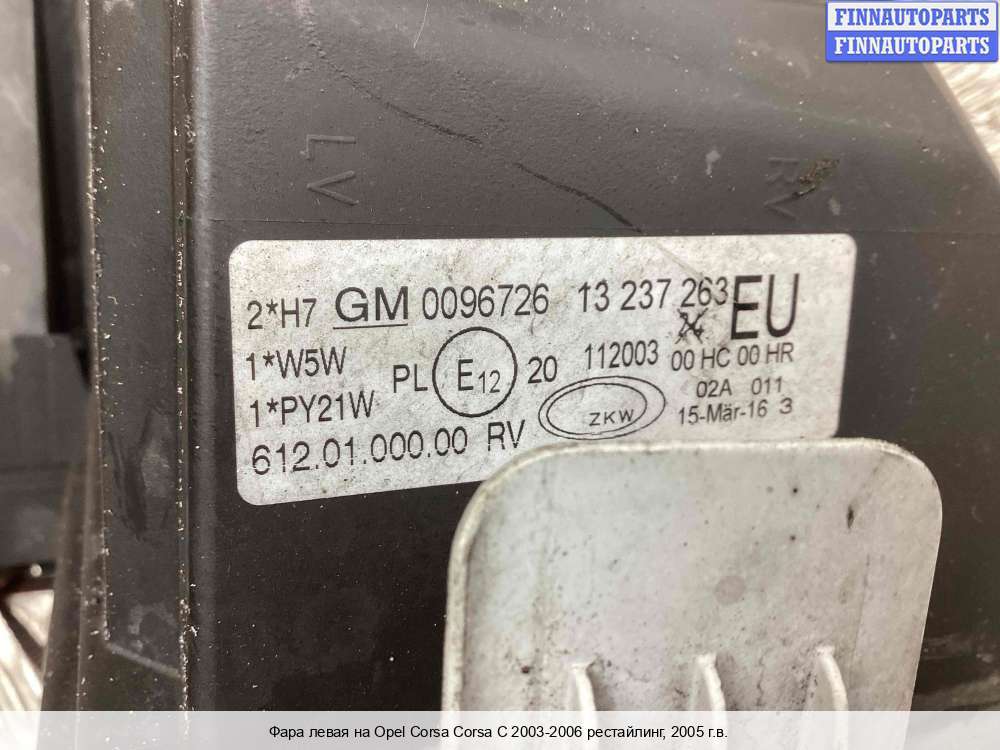 FINNAUTOPARTS
FINNAUTOPARTS
LV
RV
2*H7 GM 0096726 13 237 263 EU
1*W5W PL E12 20 112003 00 HC 00 HR
1*PY21W ZKW 02A 011
15-Mär-16 3
612.01.000.00 RV
Фара левая на Opel Corsa Corsa C 2003-2006 рестайлинг, 2005 г.в.